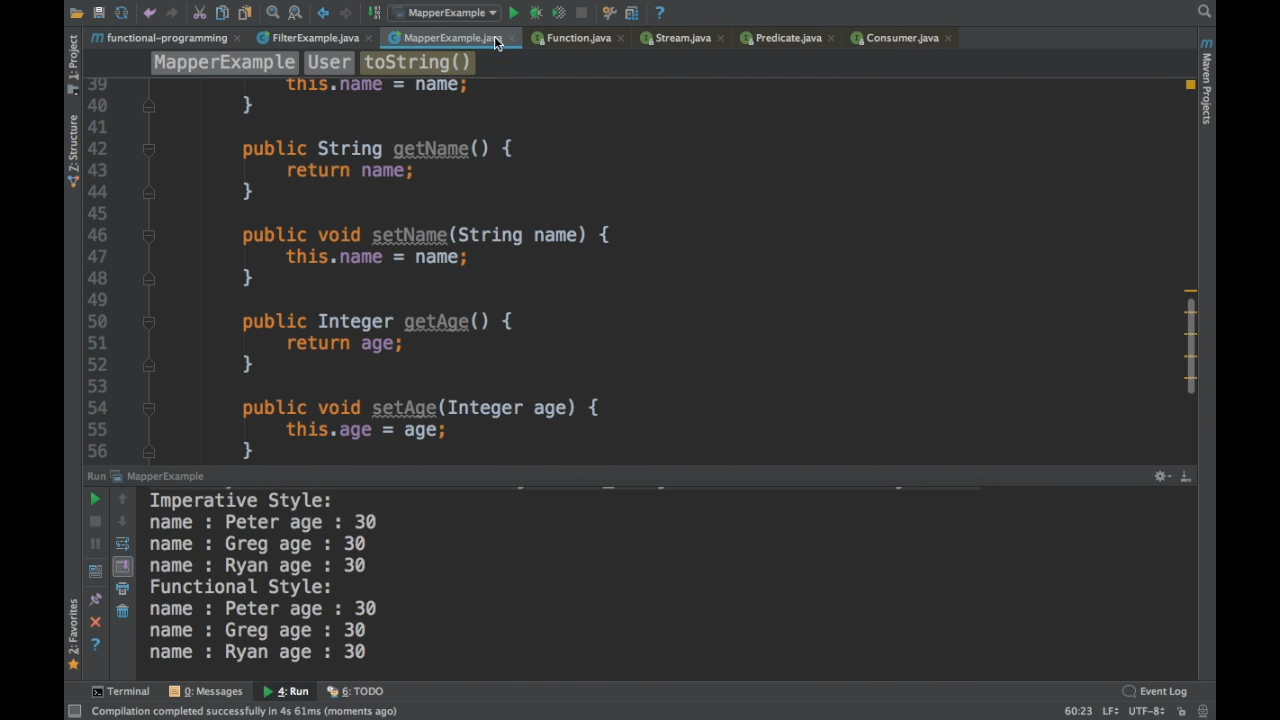 MapperExample
functional-programming
FilterExample.java
MapperExample.java
Function.java
Stream.java
Predicate.java
Consumer.java
MapperExample User toString()
1: Project
Z: Structure
2: Favorites
Maven Projects
39 this.name = name;
40 }
41
42 public String getName() {
43 return name;
44 }
45
46 public void setName(String name) {
47 this.name = name;
48 }
49
50 public Integer getAge() {
51 return age;
52 }
53
54 public void setAge(Integer age) {
55 this.age = age;
56 }
Run MapperExample
Imperative Style:
name : Peter age : 30
name : Greg age : 30
name : Ryan age : 30
Functional Style:
name : Peter age : 30
name : Greg age : 30
name : Ryan age : 30
Terminal 0: Messages 4: Run 6: TODO Event Log
Compilation completed successfully in 4s 61ms (moments ago) 60:23 LF UTF-8